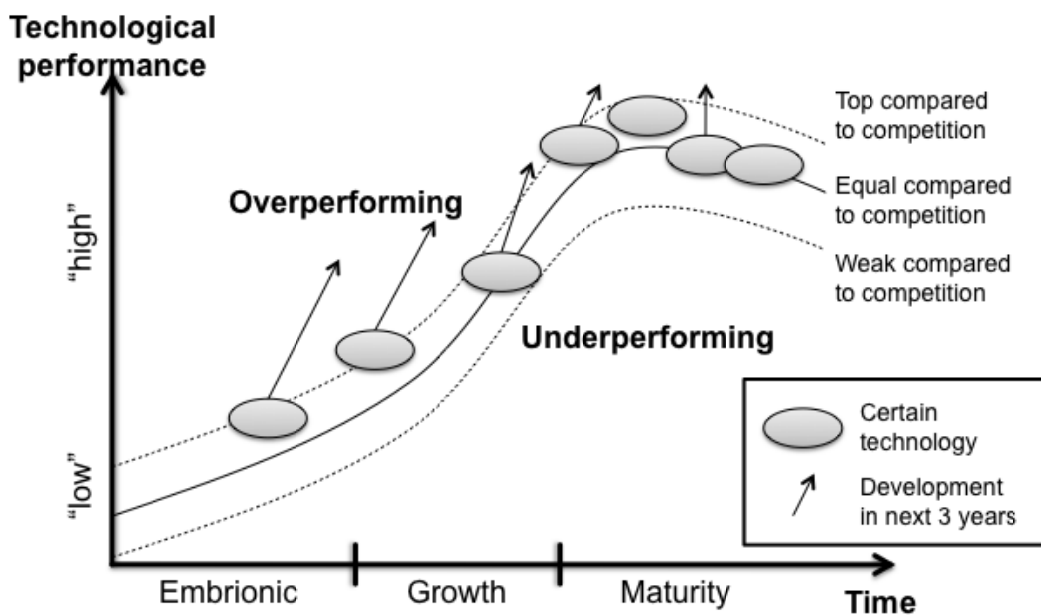 Technological
performance
Top compared
to competition
Overperforming
Equal compared
to competition
"high"
Weak compared
to competition
Underperforming
Certain
technology
"low"
Development
in next 3 years
Embrionic
Growth
Maturity
Time